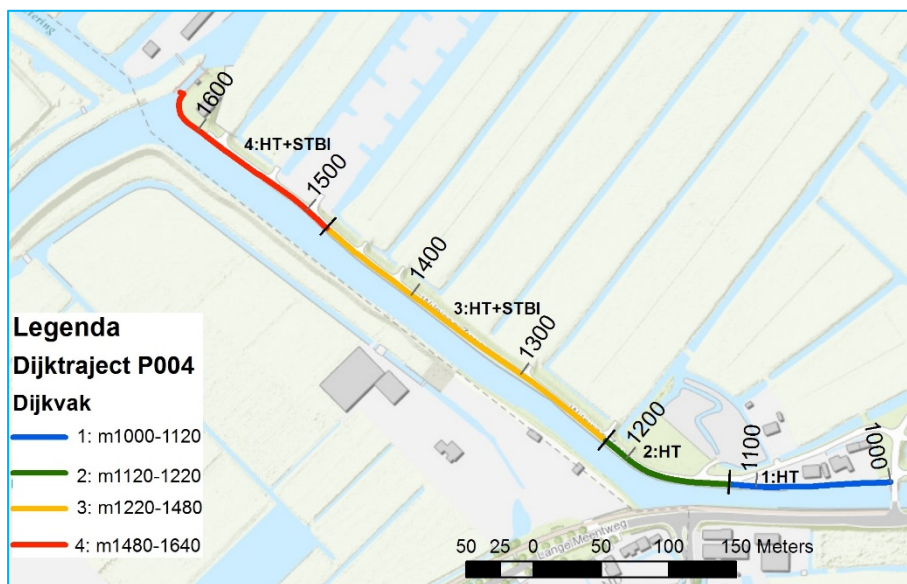 1600
4:HT+STBI
1500
1400
3:HT+STBI
1300
1200
2:HT
1100
1:HT
1000
Legenda
Dijktraject P004
Dijkvak
1: m1000-1120
2: m1120-1220
3: m1220-1480
4: m1480-1640
Lange Meentweg
50 25 0 50 100 150 Meters